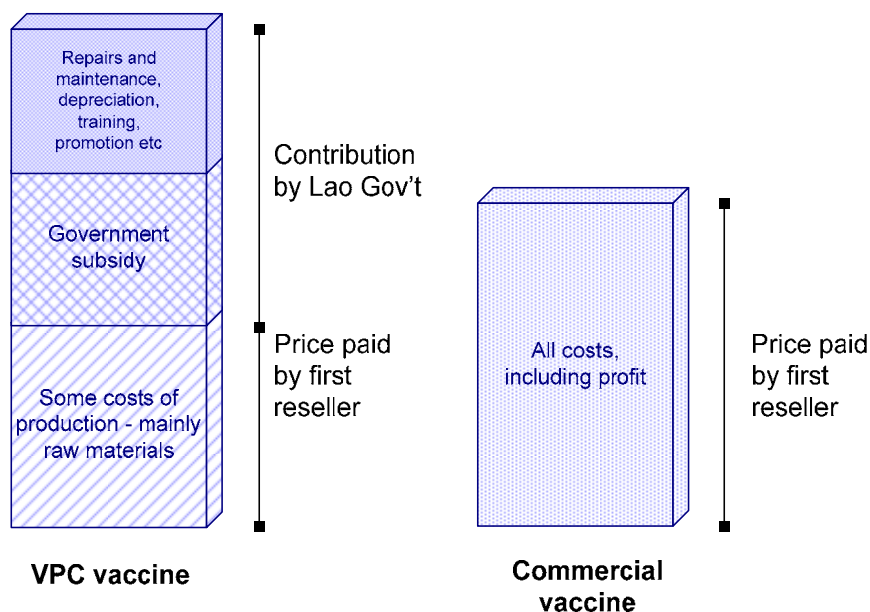 Repairs and
maintenance,
depreciation,
training,
promotion etc
Contribution
by Lao Gov't
Government
subsidy
Price paid
by first
reseller
Some costs of
production - mainly
raw materials
VPC vaccine
All costs,
including profit
Price paid
by first
reseller
Commercial
vaccine